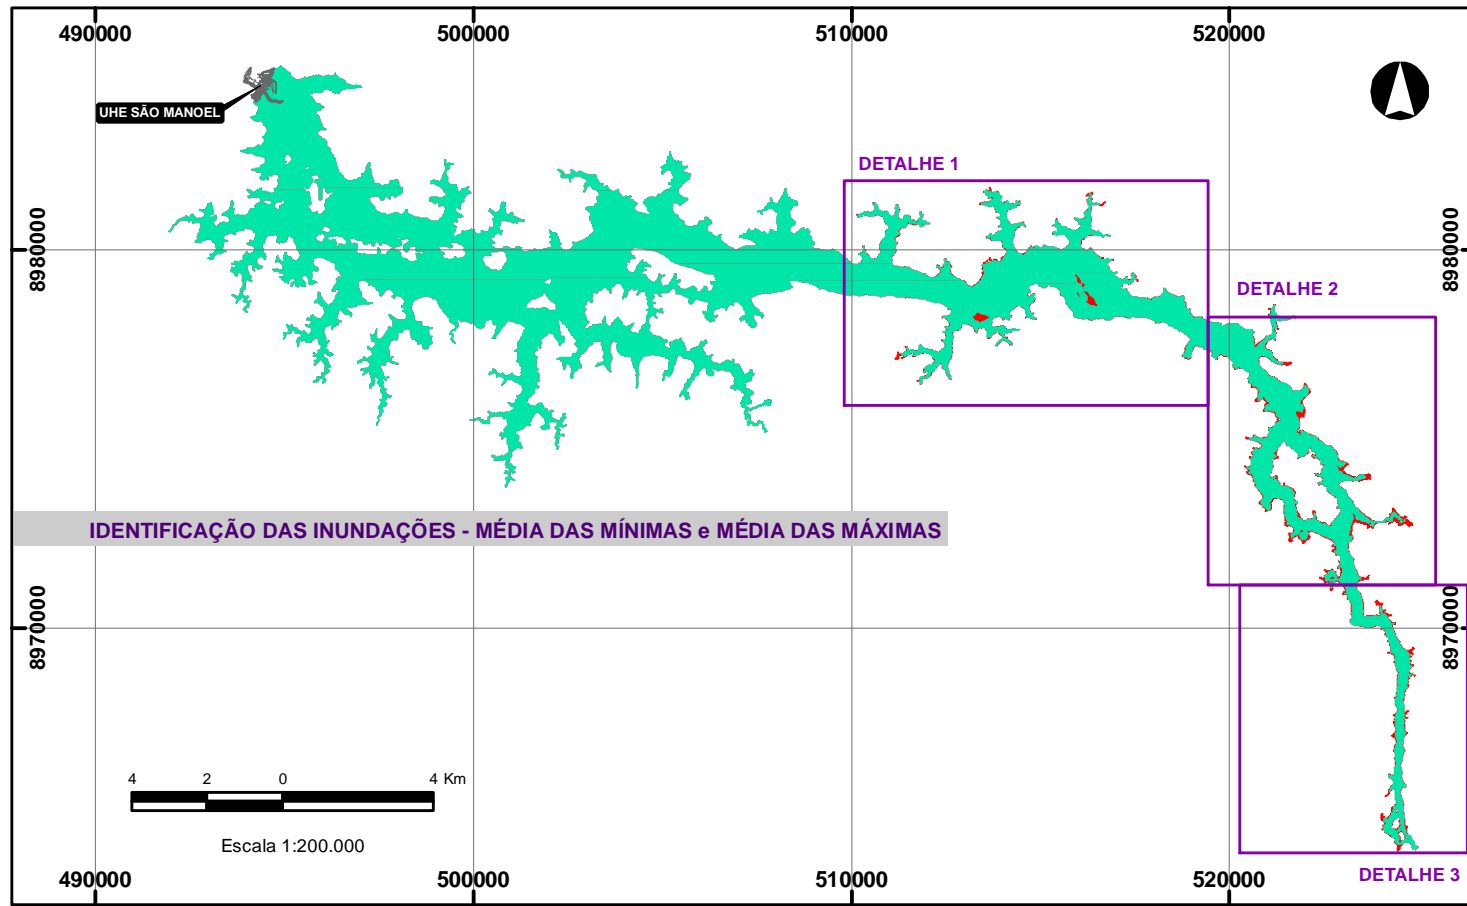 490000 500000 510000 520000
UHE SÃO MANOEL
DETALHE 1
8980000 8980000
DETALHE 2
IDENTIFICAÇÃO DAS INUNDAÇÕES - MÉDIA DAS MÍNIMAS e MÉDIA DAS MÁXIMAS
8970000 8970000
4 2 0 4 Km
Escala 1:200.000
DETALHE 3
490000 500000 510000 520000